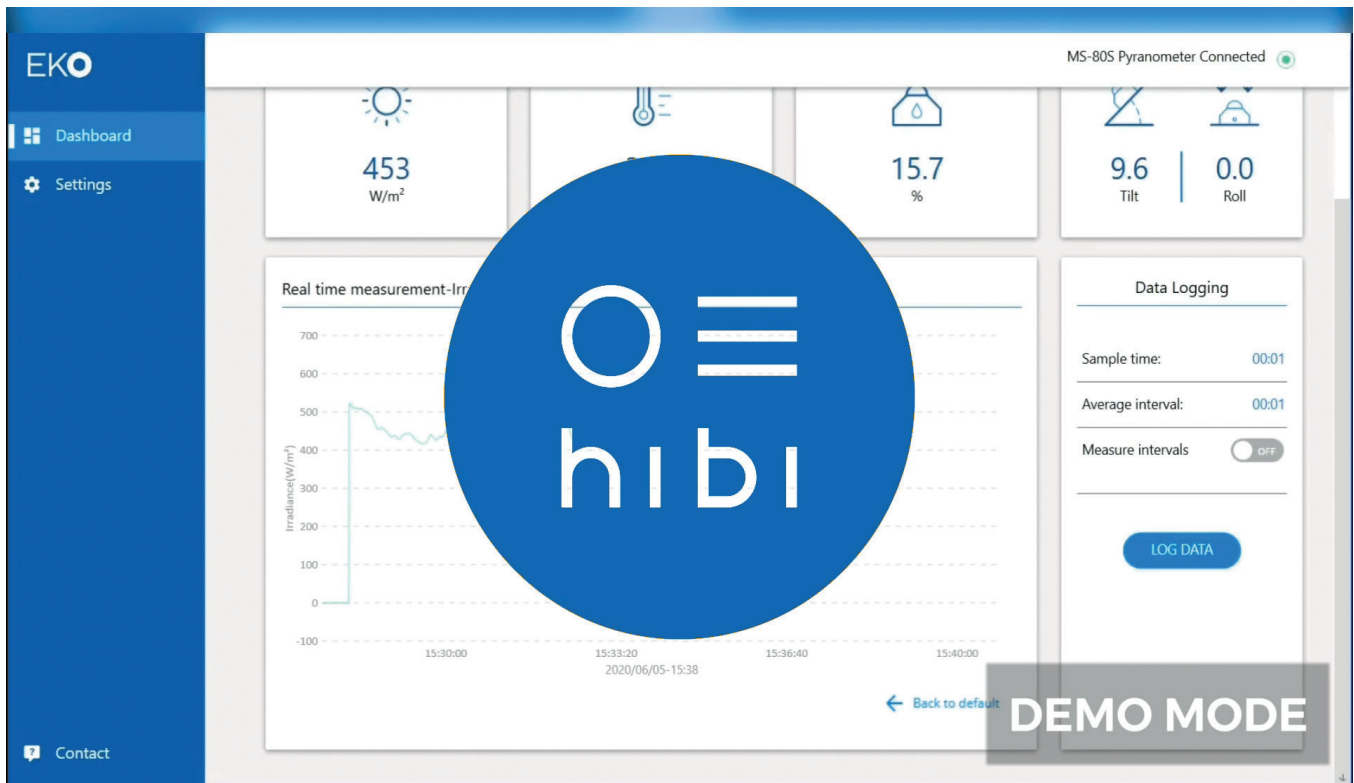 EKO
MS-80S Pyranometer Connected
Dashboard
Settings
453
W/m²
15.7
%
9.6
Tilt
0.0
Roll
Real time measurement-Irr
700
600
500
400
300
200
100
0
-100
Irradiance(W/m²)
15:30:00
15:33:20
15:36:40
15:40:00
2020/06/05-15:38
Back to default
hibi
Data Logging
Sample time: 00:01
Average interval: 00:01
Measure intervals OFF
LOG DATA
DEMO MODE
Contact